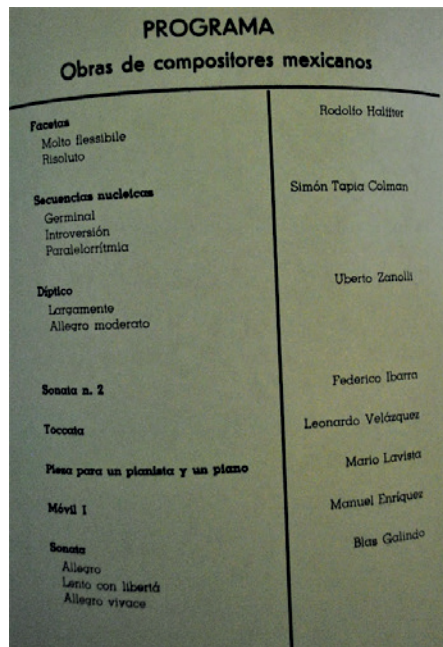 PROGRAMA
Obras de compositores mexicanos
Facetas
Rodolfo Halffter
Molto flessibile
Risoluto
Secuencias nucleicas
Simón Tapia Colman
Germinal
Introversión
Paralelorrítmia
Díptico
Uberto Zanolli
Largamente
Allegro moderato
Sonata n. 2
Federico Ibarra
Toccata
Leonardo Velázquez
Piesa para un pianista y un piano
Mario Lavista
Móvil I
Manuel Enríquez
Sonata
Blas Galindo
Allegro
Lento con libertá
Allegro vivace